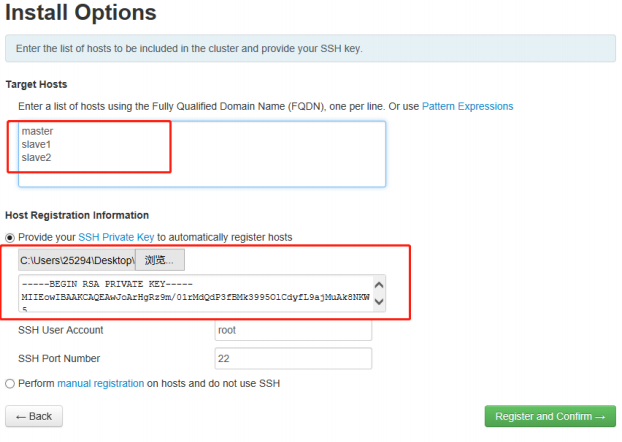 Install Options
Enter the list of hosts to be included in the cluster and provide your SSH key.
Target Hosts
Enter a list of hosts using the Fully Qualified Domain Name (FQDN), one per line. Or use Pattern Expressions
master
slave1
slave2
Host Registration Information
Provide your SSH Private Key to automatically register hosts
C:\Users\25294\Desktop\ 浏览...
-----BEGIN RSA PRIVATE KEY-----
MIIEowIBAAKCAQEAwJoArHgRz9m/01rMdQdP3fBMk3995OlCdyfL9ajMuAk8NKW
SSH User Account root
SSH Port Number 22
Perform manual registration on hosts and do not use SSH
← Back
Register and Confirm →